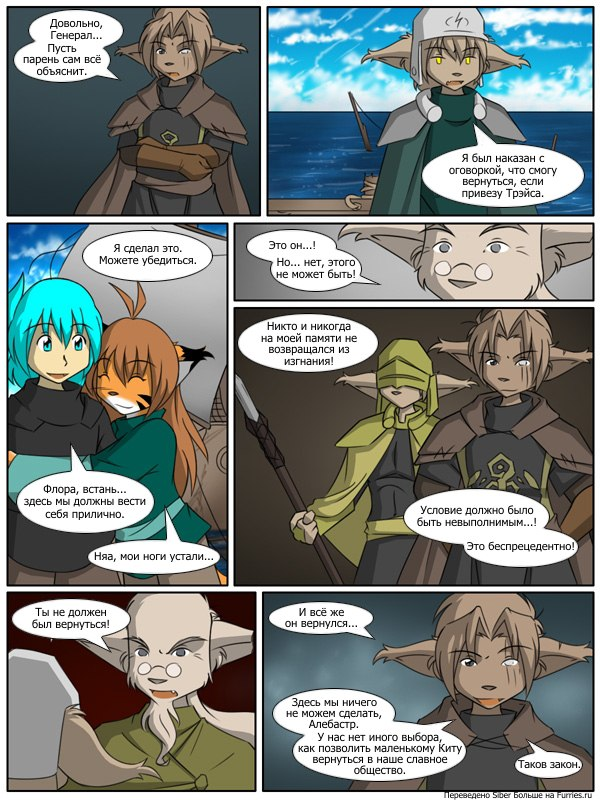 Довольно,
Генерал...
Пусть
парень сам всё
объяснит.
Я был наказан с
оговоркой, что смогу
вернуться, если
привезу Трэйса.
Я сделал это.
Можете убедиться.
Флора, встань...
здесь мы должны вести
себя прилично.
Няа, мои ноги устали...
Это он...!
Но... нет, этого
не может быть!
Никто и никогда
на моей памяти не
возвращался из
изгнания!
Условие должно было
быть невыполнимым...!
Это беспрецедентно!
Ты не должен
был вернуться!
И всё же
он вернулся...
Здесь мы ничего
не можем сделать,
Алебастр.
У нас нет иного выбора,
как позволить маленькому Киту
вернуться в наше славное
общество.
Таков закон.
Переведено Siber Больше на Furries.ru